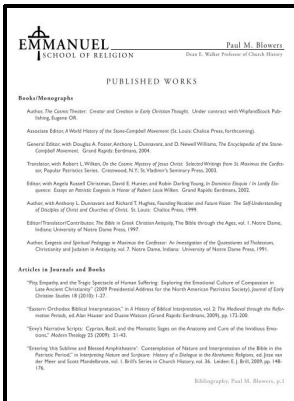 EMMANUEL
SCHOOL OF RELIGION
Paul M. Blowers
Dean E. Walker Professor of Church History
PUBLISHED WORKS
Books/Monographs
Author, The Cosmic Theater: Creator and Creation in Early Christian Thought. Under contract with Wipf and Stock Pub-
lishing, Eugene OR.
Associate Editor, A World History of the Stone-Campbell Movement (St. Louis: Chalice Press, forthcoming).
General Editor, with Douglas A. Foster, Anthony L. Dunnavant, and D. Newell Williams, The Encyclopedia of the Stone-
Campbell Movement. Grand Rapids: Eerdmans, 2004.
Translator, with Robert L. Wilken, On the Cosmic Mystery of Jesus Christ: Selected Writings from St. Maximus the Confes-
sor, Popular Patristics Series. Crestwood, N.Y.: St. Vladimir's Seminary Press, 2003.
Editor, with Angela Russell Christman, David E. Hunter, and Robin Darling Young, In Dominico Eloquio / In Lordly Elo-
quence: Essays on Patristic Exegesis in Honor of Robert Louis Wilken. Grand Rapids: Eerdmans, 2002.
Author, with Anthony L. Dunnavant and Richard T. Hughes, Founding Vocation and Future Vision: The Self-Understanding
of Disciples of Christ and Churches of Christ. St. Louis: Chalice Press, 1999.
Editor/Translator/Contributor, The Bible in Greek Christian Antiquity, The Bible through the Ages, vol. 1. Notre Dame,
Indiana: University of Notre Dame Press, 1997.
Author, Exegesis and Spiritual Pedagogy in Maximus the Confessor: An Investigation of the Quaestiones ad Thalassium,
Christianity and Judaism in Antiquity, vol. 7. Notre Dame, Indiana: University of Notre Dame Press, 1991.
Articles in Journals and Books
"Pity, Empathy, and the Tragic Spectacle of Human Suffering: Exploring the Emotional Culture of Compassion in
Late Ancient Christianity" (2009 Presidential Address for the North American Patristics Society), Journal of Early
Christian Studies 18 (2010): 1-27.
"Eastern Orthodox Biblical Interpretation," in A History of Biblical Interpretation, vol. 2: The Medieval through the Refor-
mation Periods, ed. Alan Hauser and Duane Watson (Grand Rapids: Eerdmans, 2009), pp. 172-200.
"Envy's Narrative Scripts: Cyprian, Basil, and the Monastic Sages on the Anatomy and Cure of the Invidious Emo-
tions," Modern Theology 25 (2009): 21-43.
"Entering 'this Sublime and Blessed Amphitheatre': Contemplation of Nature and Interpretation of the Bible in the
Patristic Period," in Interpreting Nature and Scripture: History of a Dialogue in the Abrahamic Religions, ed. Jitse van
der Meer and Scott Mandelbrote, vol. 1. Brill's Series in Church History, vol. 36. Leiden: E. J. Brill, 2009, pp. 148-
176.
Bibliography, Paul M. Blowers, p.1